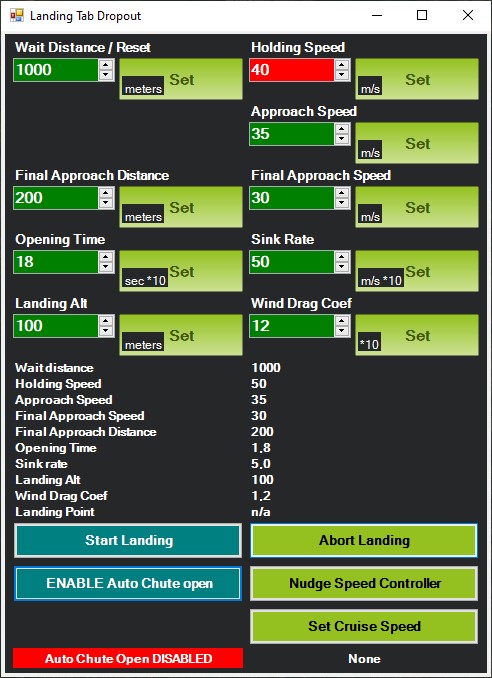 Landing Tab Dropout
Wait Distance / Reset
Holding Speed
1000
meters
Set
40
m/s
Set
Approach Speed
35
m/s
Set
Final Approach Distance
Final Approach Speed
200
meters
Set
30
m/s
Set
Opening Time
Sink Rate
18
sec *10
Set
50
m/s *10
Set
Landing Alt
Wind Drag Coef
100
meters
Set
12
*10
Set
Wait distance 1000
Holding Speed 50
Approach Speed 35
Final Approach Speed 30
Final Approach Distance 200
Opening Time 1.8
Sink rate 5.0
Landing Alt 100
Wind Drag Coef 1.2
Landing Point n/a
Start Landing
Abort Landing
ENABLE Auto Chute open
Nudge Speed Controller
Set Cruise Speed
Auto Chute Open DISABLED
None